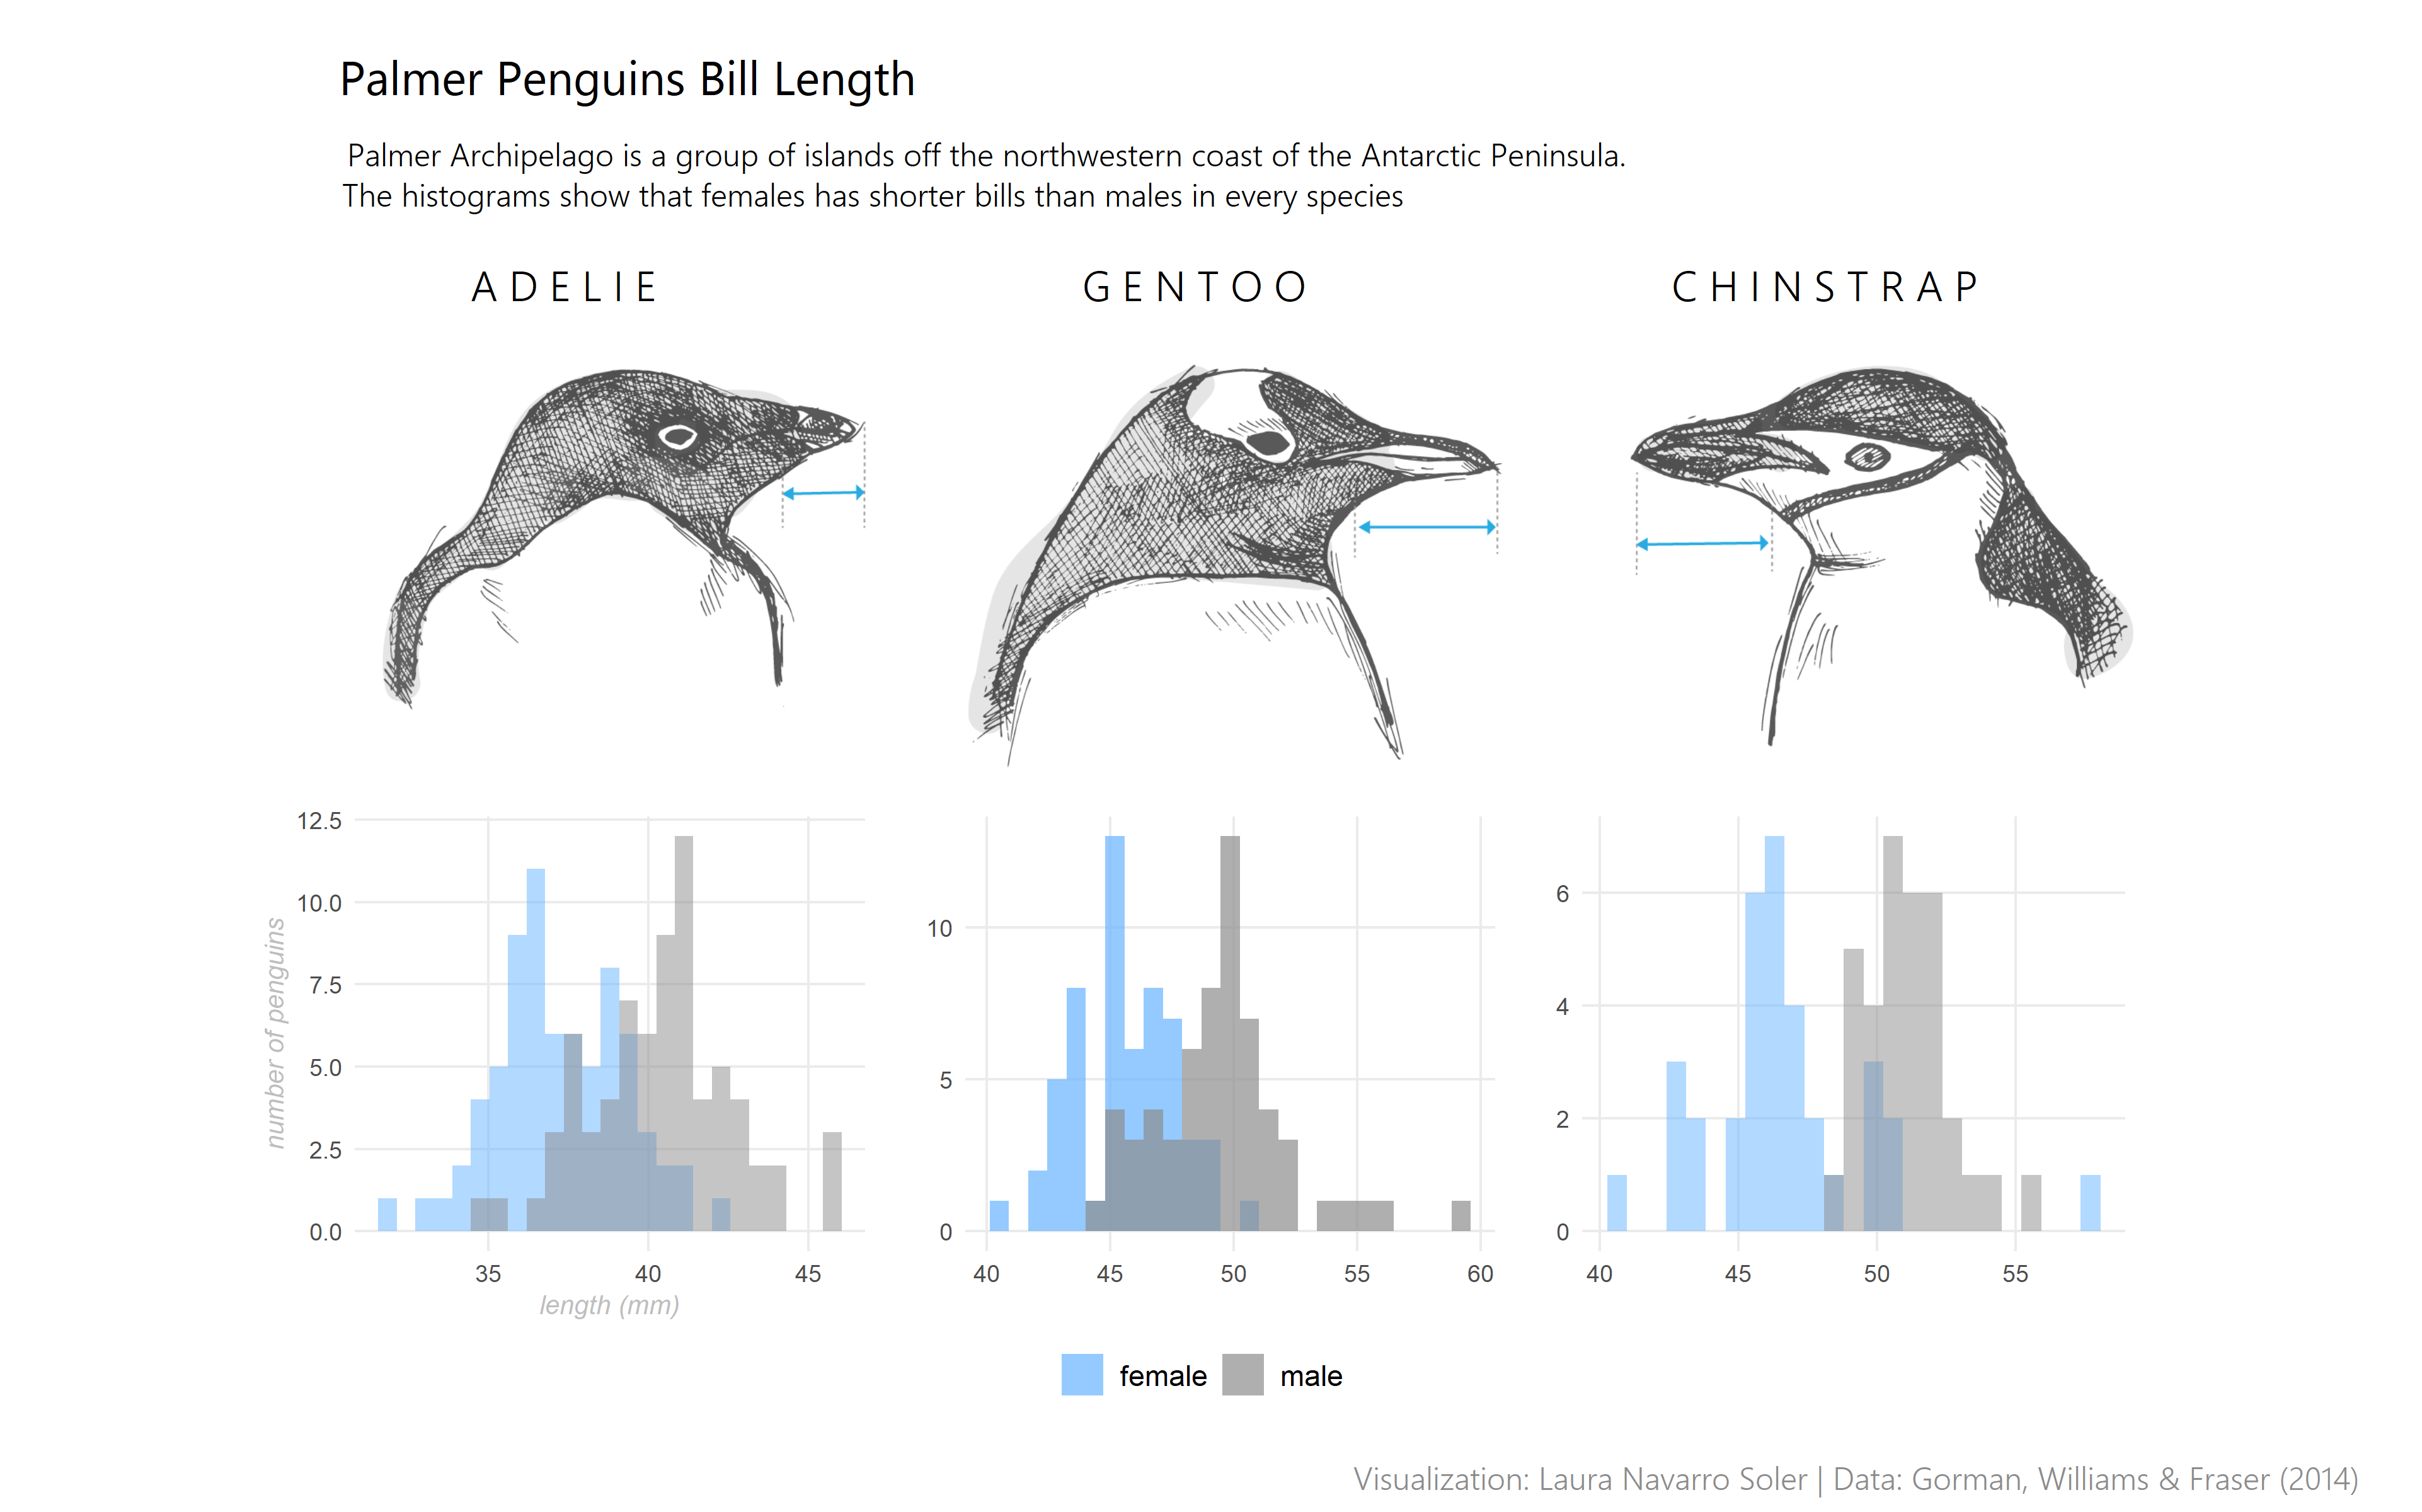 Palmer Penguins Bill Length
Palmer Archipelago is a group of islands off the northwestern coast of the Antarctic Peninsula.
The histograms show that females has shorter bills than males in every species
ADELIE
GENTOO
CHINSTRAP
number of penguins
12.5
10.0
7.5
5.0
2.5
0.0
35 40 45
length (mm)
10
5
0
40 45 50 55 60
6
4
2
0
40 45 50 55
female male
Visualization: Laura Navarro Soler | Data: Gorman, Williams & Fraser (2014)